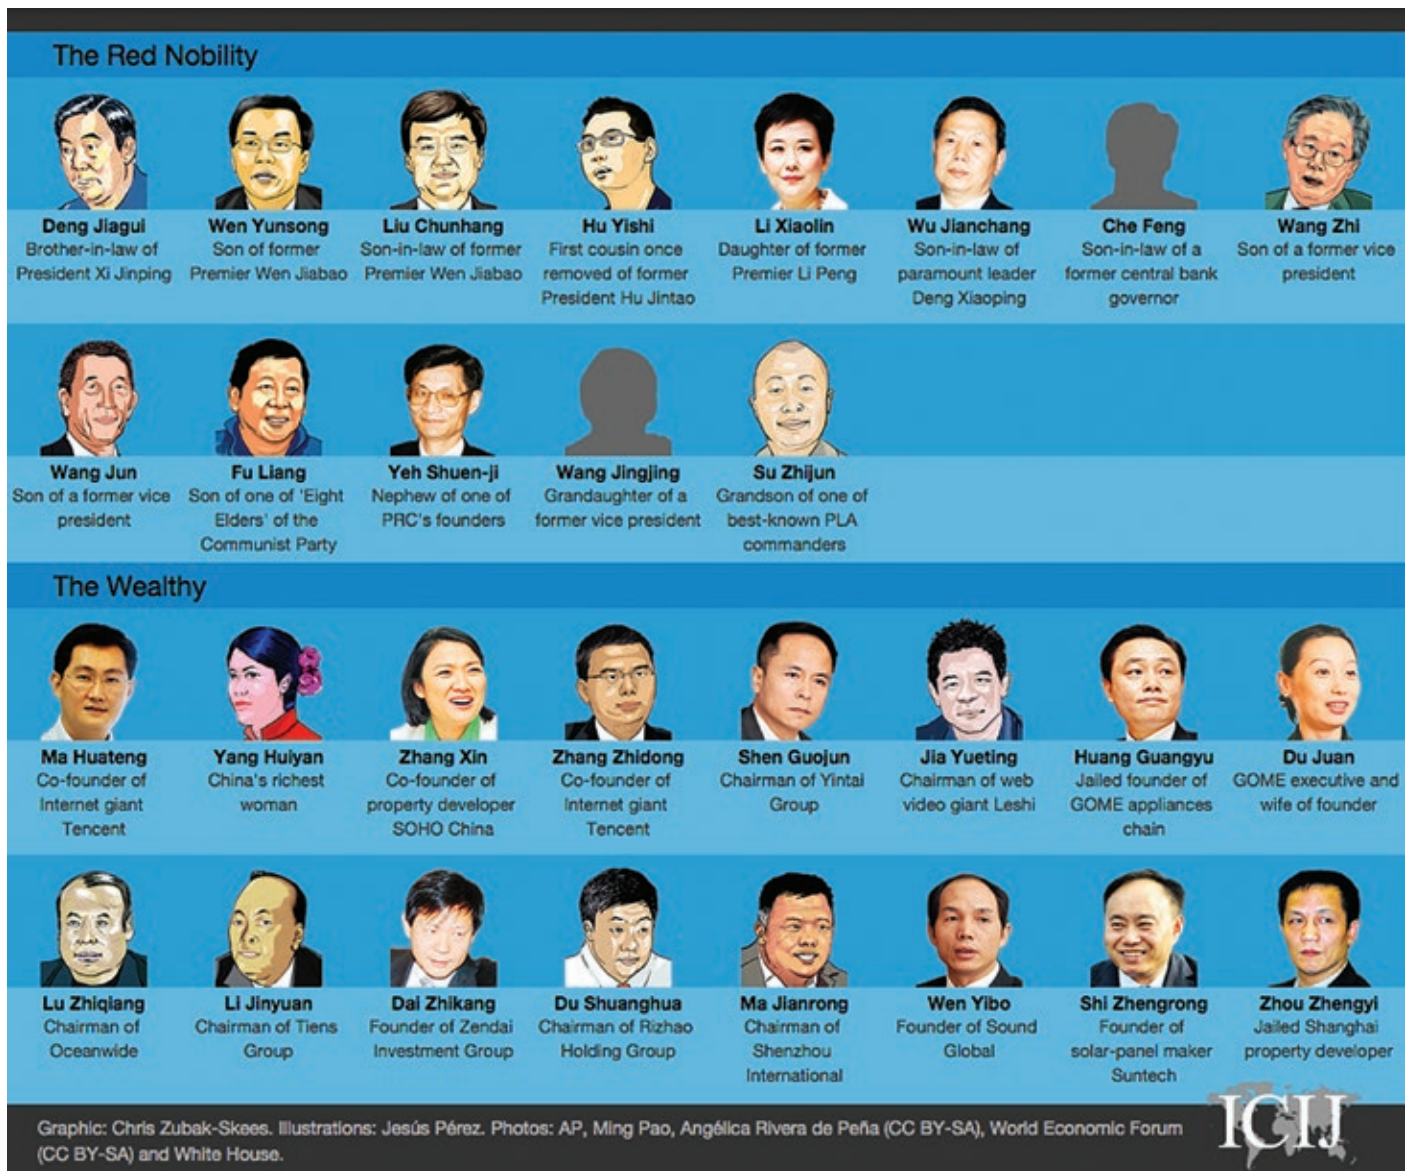 The Red Nobility
Deng Jiagui
Brother-in-law of
President Xi Jinping
Wen Yunsong
Son of former
Premier Wen Jiabao
Liu Chunhang
Son-in-law of former
Premier Wen Jiabao
Hu Yishi
First cousin once
removed of former
President Hu Jintao
Li Xiaolin
Daughter of former
Premier Li Peng
Wu Jianchang
Son-in-law of
paramount leader
Deng Xiaoping
Che Feng
Son-in-law of a
former central bank
governor
Wang Zhi
Son of a former vice
president
Wang Jun
Son of a former vice
president
Fu Liang
Son of one of 'Eight
Elders' of the
Communist Party
Yeh Shuen-ji
Nephew of one of
PRC's founders
Wang Jingjing
Grandaughter of a
former vice president
Su Zhijun
Grandson of one of
best-known PLA
commanders
The Wealthy
Ma Huateng
Co-founder of
Internet giant
Tencent
Yang Huiyan
China's richest
woman
Zhang Xin
Co-founder of
property developer
SOHO China
Zhang Zhidong
Co-founder of
Internet giant
Tencent
Shen Guojun
Chairman of Yintai
Group
Jia Yueting
Chairman of web
video giant Leshi
Huang Guangyu
Jailed founder of
GOME appliances
chain
Du Juan
GOME executive and
wife of founder
Lu Zhiqiang
Chairman of
Oceanwide
Li Jinyuan
Chairman of Tiens
Group
Dai Zhikang
Founder of Zendai
Investment Group
Du Shuanghua
Chairman of Rizhao
Holding Group
Ma Jianrong
Chairman of
Shenzhou
International
Wen Yibo
Founder of Sound
Global
Shi Zhengrong
Founder of
solar-panel maker
Suntech
Zhou Zhengyi
Jailed Shanghai
property developer
Graphic: Chris Zubak-Skees. Illustrations: Jesús Pérez. Photos: AP, Ming Pao, Angélica Rivera de Peña (CC BY-SA), World Economic Forum
(CC BY-SA) and White House.
ICIJ